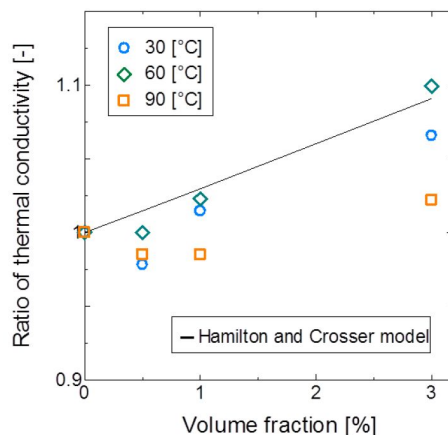 30 [°C]
60 [°C]
90 [°C]
Ratio of thermal conductivity [-]
1.1
1
0.9
Hamilton and Crosser model
0
1
2
3
Volume fraction [%]